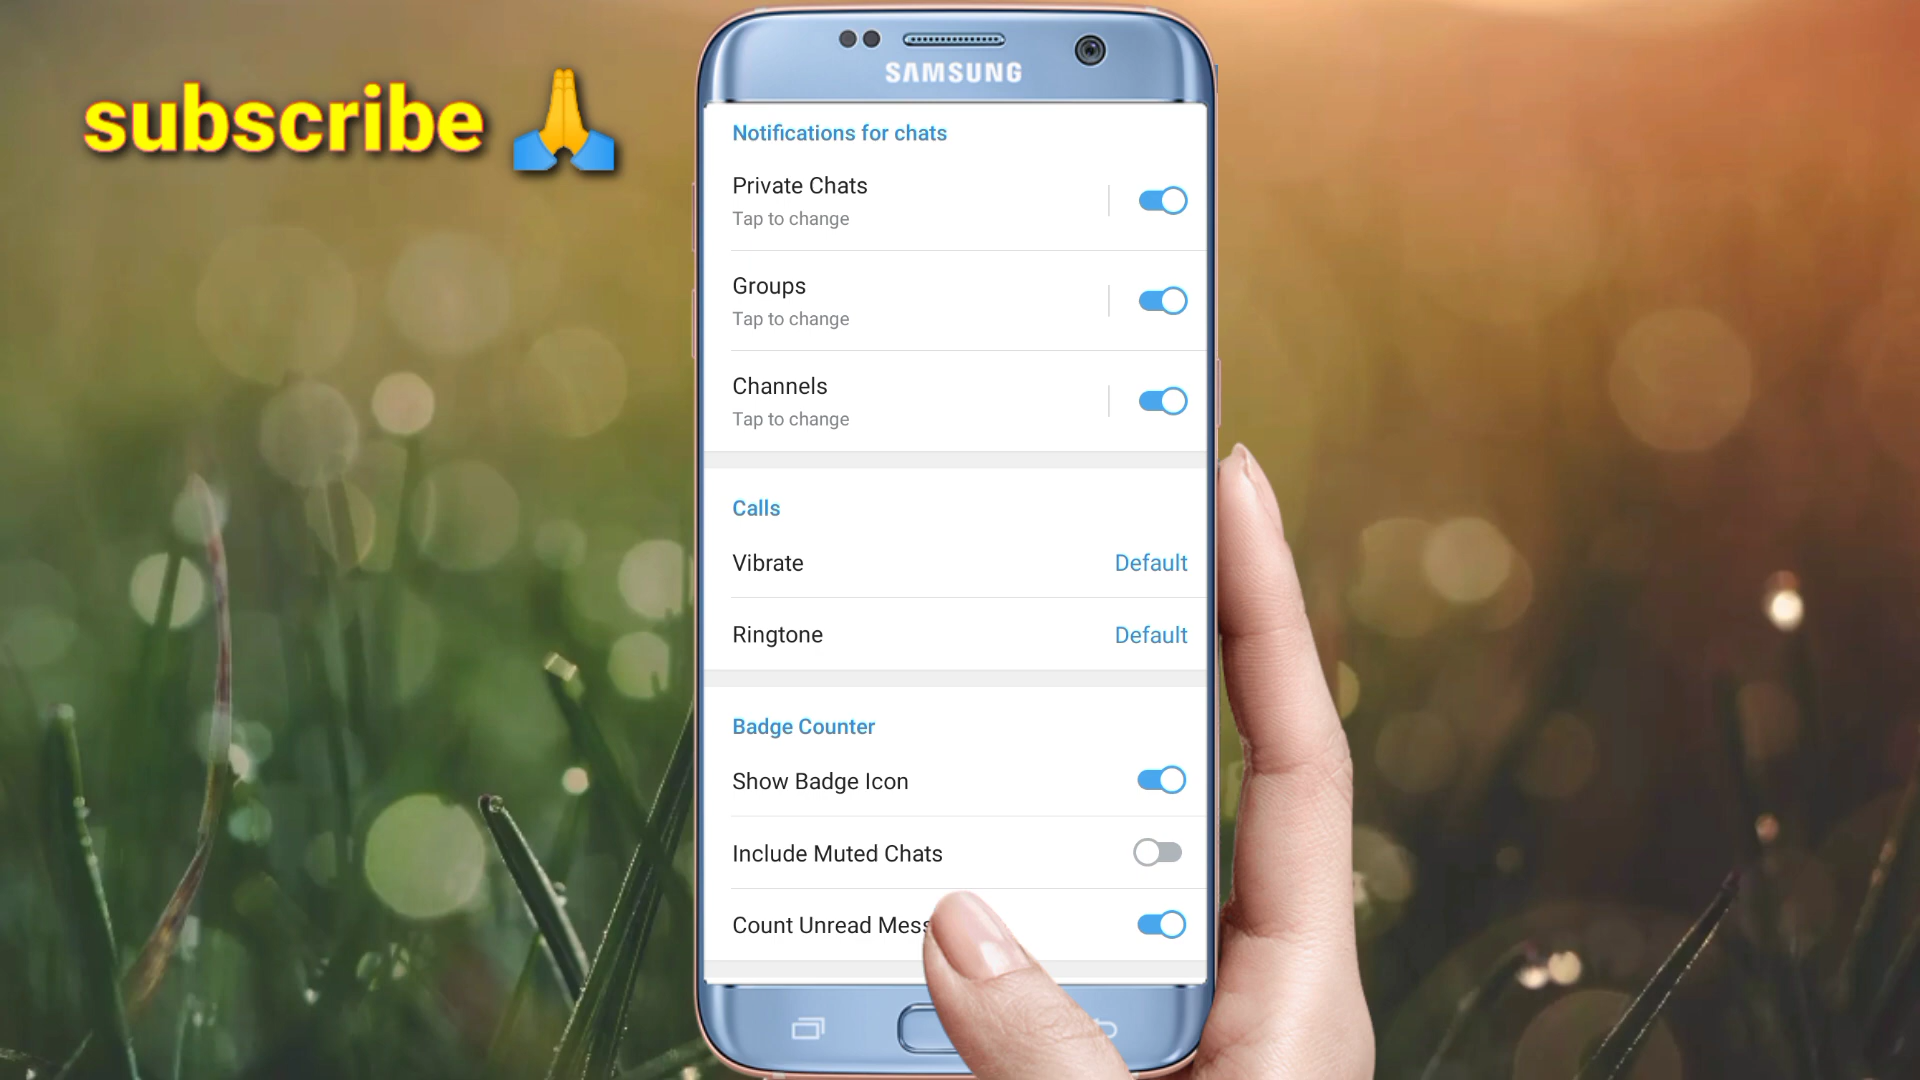 subscribe 🙏
SAMSUNG
Notifications for chats
Private Chats
Tap to change
Groups
Tap to change
Channels
Tap to change
Calls
Vibrate Default
Ringtone Default
Badge Counter
Show Badge Icon
Include Muted Chats
Count Unread